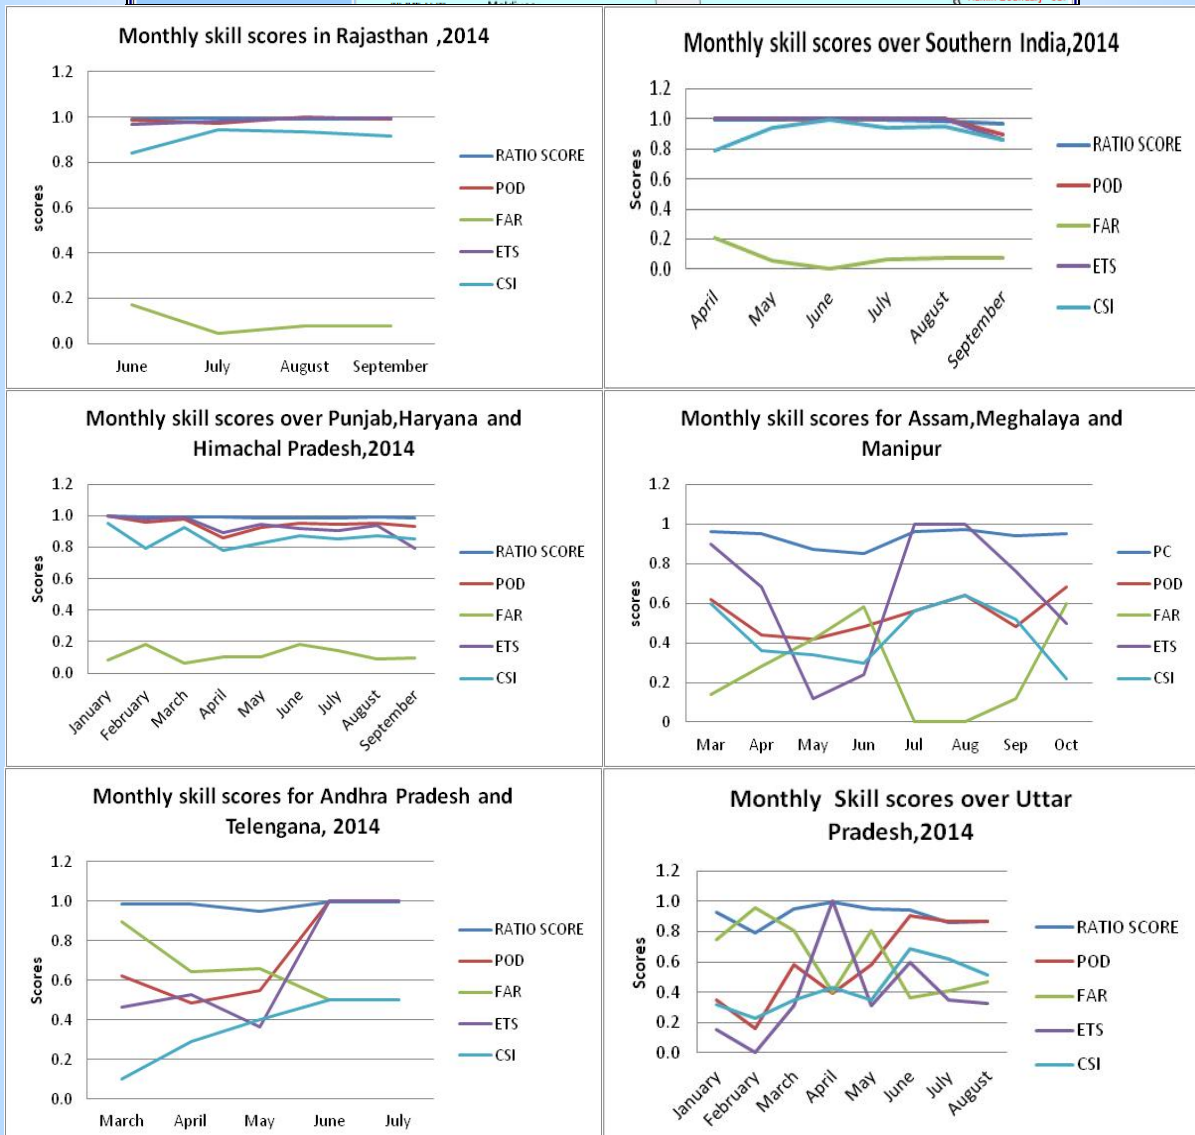 Monthly skill scores in Rajasthan ,2014
1.2
1.0
0.8
0.6
0.4
0.2
0.0
scores
June July August September
RATIO SCORE
POD
FAR
ETS
CSI
Monthly skill scores over Southern India,2014
1.2
1.0
0.8
0.6
0.4
0.2
0.0
Scores
April May June July August September
RATIO SCORE
POD
FAR
ETS
CSI
Monthly skill scores over Punjab,Haryana and
Himachal Pradesh,2014
1.2
1.0
0.8
0.6
0.4
0.2
0.0
Scores
January February March April May June July August September
RATIO SCORE
POD
FAR
ETS
CSI
Monthly skill scores for Assam,Meghalaya and
Manipur
1.2
1
0.8
0.6
0.4
0.2
0
scores
Mar Apr May Jun Jul Aug Sep Oct
PC
POD
FAR
ETS
CSI
Monthly skill scores for Andhra Pradesh and
Telengana, 2014
1.2
1.0
0.8
0.6
0.4
0.2
0.0
Scores
March April May June July
RATIO SCORE
POD
FAR
ETS
CSI
Monthly Skill scores over Uttar
Pradesh,2014
1.2
1.0
0.8
0.6
0.4
0.2
0.0
Scores
January February March April May June July August
RATIO SCORE
POD
FAR
ETS
CSI